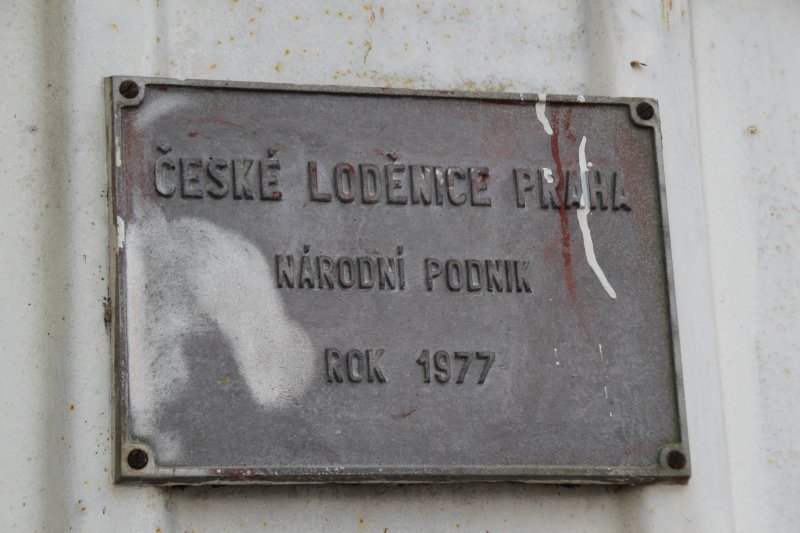 ČESKÉ LODĚNICE PRAHA
NÁRODNÍ PODNIK
ROK 1977